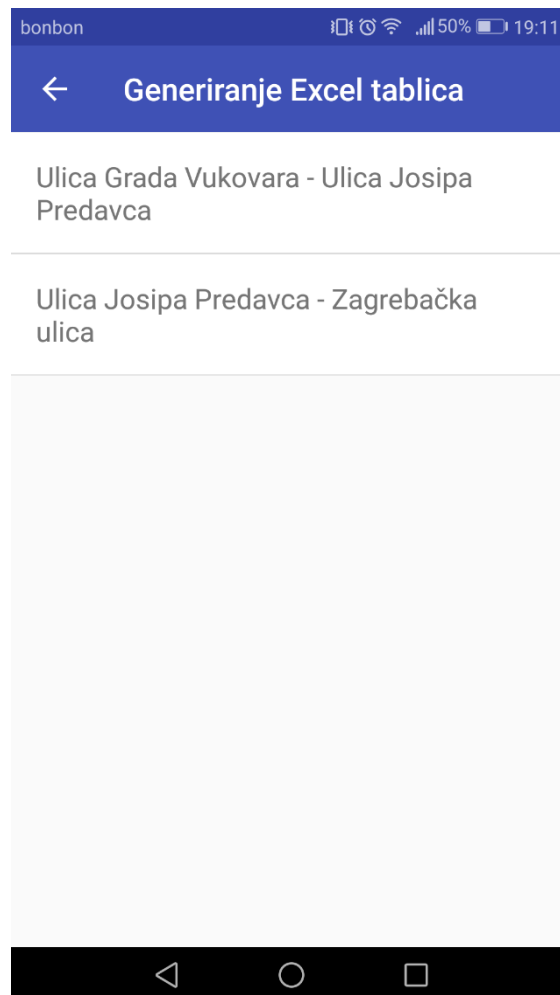 bonbon 50% 19:11
Generiranje Excel tablica
Ulica Grada Vukovara - Ulica Josipa
Predavca
Ulica Josipa Predavca - Zagrebačka
ulica